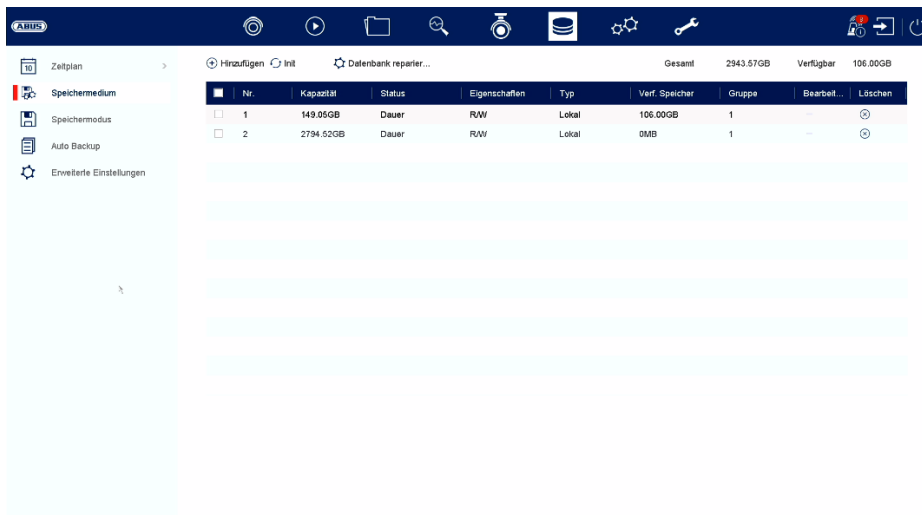 ABUS
3
10 Zeitplan >
Speichermedium
Speichermodus
Auto Backup
Erweiterte Einstellungen
Hinzufügen Init Datenbank reparier... Gesamt 2943.57GB Verfügbar 106.00GB
Nr. Kapazität Status Eigenschaften Typ Verf. Speicher Gruppe Bearbeit... Löschen
1 149.05GB Dauer R/W Lokal 106.00GB 1 —
2 2794.52GB Dauer R/W Lokal 0MB 1 —